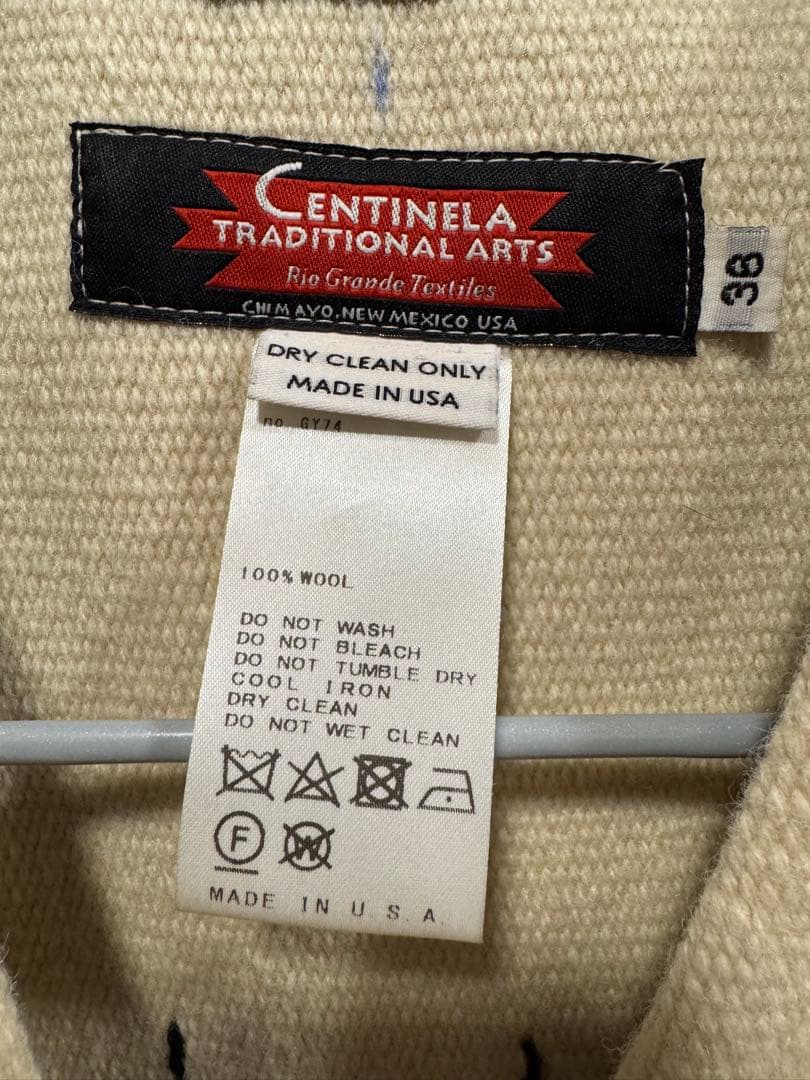 CENTINELA
TRADITIONAL ARTS
Rio Grande Textiles
CHIMAYO, NEW MEXICO USA
38
DRY CLEAN ONLY
MADE IN USA
no. GY74
100% WOOL
DO NOT WASH
DO NOT BLEACH
DO NOT TUMBLE DRY
COOL IRON
DRY CLEAN
DO NOT WET CLEAN
F W
MADE IN U.S.A.